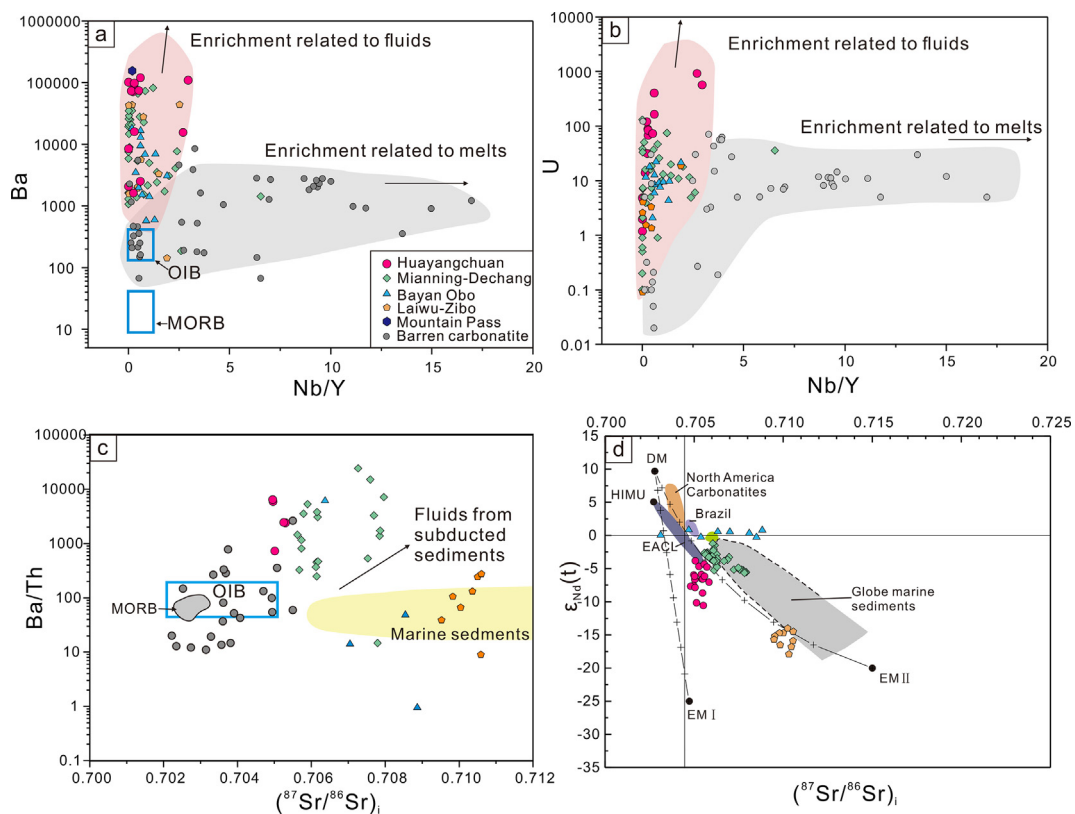 a
1000000
100000
10000
1000
100
10
Ba
Enrichment related to fluids
Enrichment related to melts
OIB
MORB
Huayangchuan
Mianning-Dechang
Bayan Obo
Laiwu-Zibo
Mountain Pass
Barren carbonatite
0 5 10 15 20
Nb/Y
b
1000
100
10
1
0.1
0.01
U
Enrichment related to fluids
Enrichment related to melts
0 5 10 15 20
Nb/Y
c
100000
10000
1000
100
10
1
0.1
Ba/Th
Fluids from
subducted
sediments
OIB
MORB
Marine sedments
0.700 0.702 0.704 0.706 0.708 0.710 0.712
(⁸⁷Sr/⁸⁶Sr)ᵢ
0.700 0.705 0.710 0.715 0.720 0.725
d
15
10
5
0
-5
-10
-15
-20
-25
-30
-35
εNd(t)
DM
HIMU
North America
Carbonatites
Brazil
EACL
Globe marine
sediments
EM II
EM I
(⁸⁷Sr/⁸⁶Sr)ᵢ